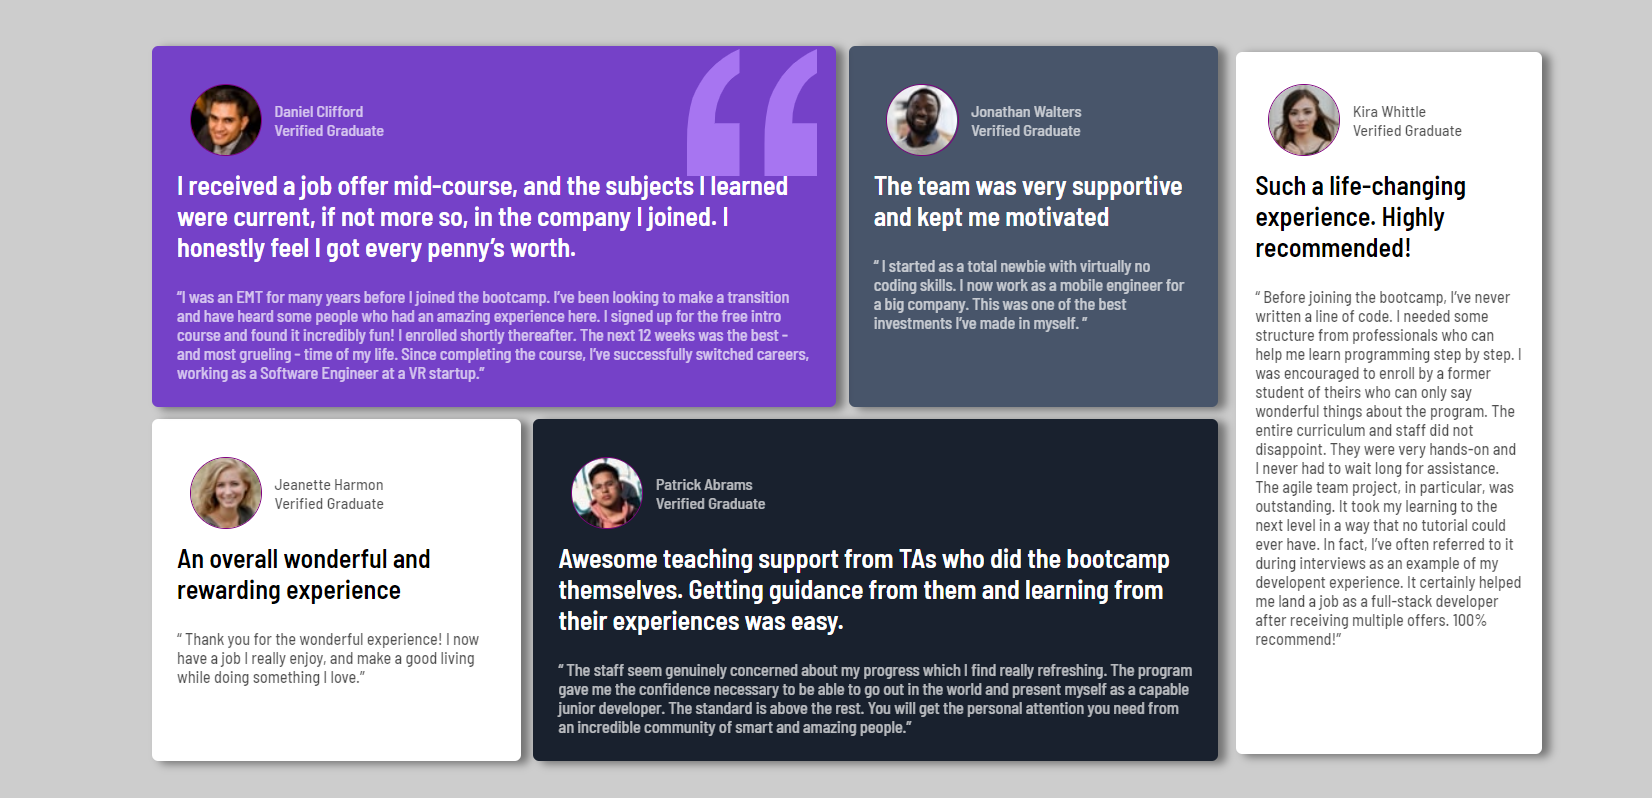 Daniel Clifford
Verified Graduate
I received a job offer mid-course, and the subjects I learned
were current, if not more so, in the company I joined. I
honestly feel I got every penny’s worth.
“I was an EMT for many years before I joined the bootcamp. I’ve been looking to make a transition
and have heard some people who had an amazing experience here. I signed up for the free intro
course and found it incredibly fun! I enrolled shortly thereafter. The next 12 weeks was the best -
and most grueling - time of my life. Since completing the course, I’ve successfully switched careers,
working as a Software Engineer at a VR startup.”
Jonathan Walters
Verified Graduate
The team was very supportive
and kept me motivated
“ I started as a total newbie with virtually no
coding skills. I now work as a mobile engineer for
a big company. This was one of the best
investments I’ve made in myself. ”
Kira Whittle
Verified Graduate
Such a life-changing
experience. Highly
recommended!
“ Before joining the bootcamp, I’ve never
written a line of code. I needed some
structure from professionals who can
help me learn programming step by step. I
was encouraged to enroll by a former
student of theirs who can only say
wonderful things about the program. The
entire curriculum and staff did not
disappoint. They were very hands-on and
I never had to wait long for assistance.
The agile team project, in particular, was
outstanding. It took my learning to the
next level in a way that no tutorial could
ever have. In fact, I’ve often referred to it
during interviews as an example of my
developent experience. It certainly helped
me land a job as a full-stack developer
after receiving multiple offers. 100%
recommend!”
Jeanette Harmon
Verified Graduate
An overall wonderful and
rewarding experience
“ Thank you for the wonderful experience! I now
have a job I really enjoy, and make a good living
while doing something I love.”
Patrick Abrams
Verified Graduate
Awesome teaching support from TAs who did the bootcamp
themselves. Getting guidance from them and learning from
their experiences was easy.
“ The staff seem genuinely concerned about my progress which I find really refreshing. The program
gave me the confidence necessary to be able to go out in the world and present myself as a capable
junior developer. The standard is above the rest. You will get the personal attention you need from
an incredible community of smart and amazing people.”